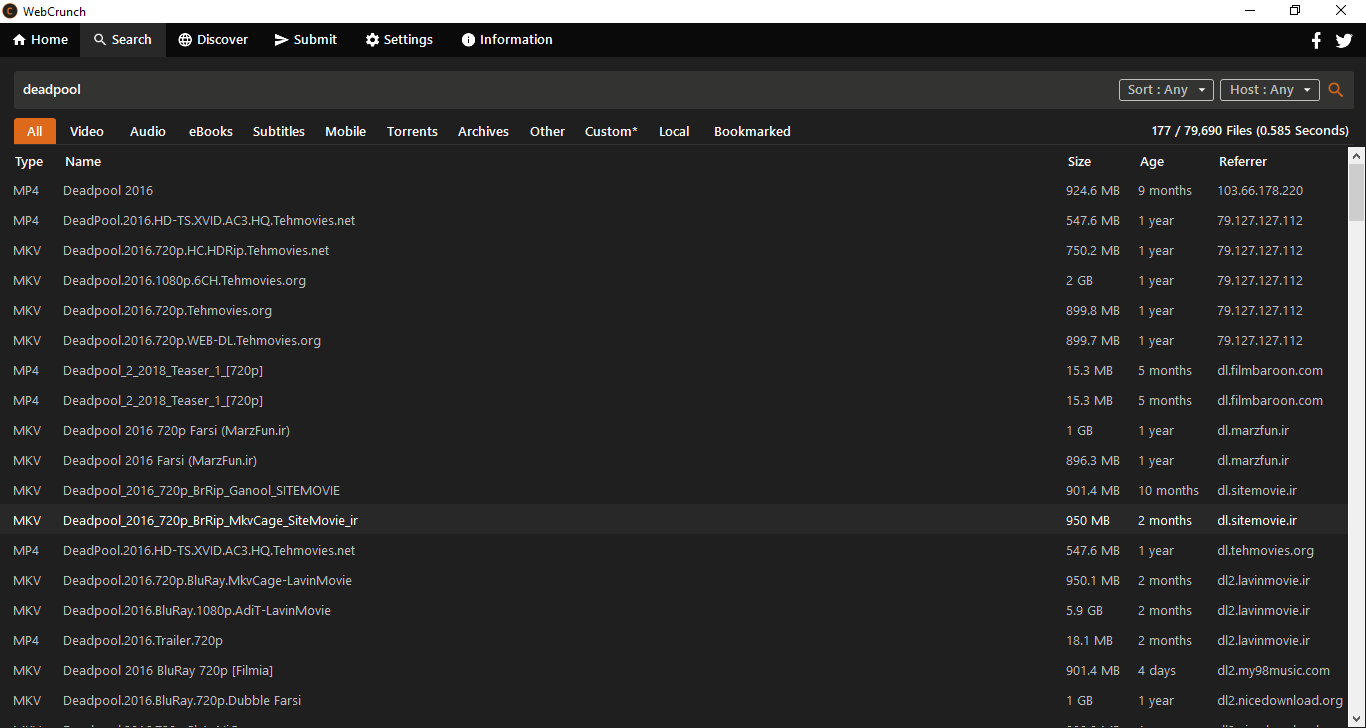 WebCrunch
Home Search Discover Submit Settings Information
deadpool Sort : Any Host : Any
All Video Audio eBooks Subtitles Mobile Torrents Archives Other Custom* Local Bookmarked 177 / 79,690 Files (0.585 Seconds)
Type Name Size Age Referrer
MP4 Deadpool 2016 924.6 MB 9 months 103.66.178.220
MP4 DeadPool.2016.HD-TS.XVID.AC3.HQ.Tehmovies.net 547.6 MB 1 year 79.127.127.112
MKV Deadpool.2016.720p.HC.HDRip.Tehmovies.net 750.2 MB 1 year 79.127.127.112
MKV Deadpool.2016.1080p.6CH.Tehmovies.org 2 GB 1 year 79.127.127.112
MKV Deadpool.2016.720p.Tehmovies.org 899.8 MB 1 year 79.127.127.112
MKV Deadpool.2016.720p.WEB-DL.Tehmovies.org 899.7 MB 1 year 79.127.127.112
MP4 Deadpool_2_2018_Teaser_1_[720p] 15.3 MB 5 months dl.filmbaroon.com
MP4 Deadpool_2_2018_Teaser_1_[720p] 15.3 MB 5 months dl.filmbaroon.com
MKV Deadpool 2016 720p Farsi (MarzFun.ir) 1 GB 1 year dl.marzfun.ir
MKV Deadpool 2016 Farsi (MarzFun.ir) 896.3 MB 1 year dl.marzfun.ir
MKV Deadpool_2016_720p_BrRip_Ganool_SITEMOVIE 901.4 MB 10 months dl.sitemovie.ir
MKV Deadpool_2016_720p_BrRip_MkvCage_SiteMovie_ir 950 MB 2 months dl.sitemovie.ir
MP4 DeadPool.2016.HD-TS.XVID.AC3.HQ.Tehmovies.net 547.6 MB 1 year dl.tehmovies.org
MKV Deadpool.2016.720p.BluRay.MkvCage-LavinMovie 950.1 MB 2 months dl2.lavinmovie.ir
MKV Deadpool.2016.BluRay.1080p.AdiT-LavinMovie 5.9 GB 2 months dl2.lavinmovie.ir
MP4 Deadpool.2016.Trailer.720p 18.1 MB 2 months dl2.lavinmovie.ir
MKV Deadpool 2016 BluRay 720p [Filmia] 901.4 MB 4 days dl2.my98music.com
MKV Deadpool.2016.BluRay.720p.Dubble Farsi 1 GB 1 year dl2.nicedownload.org